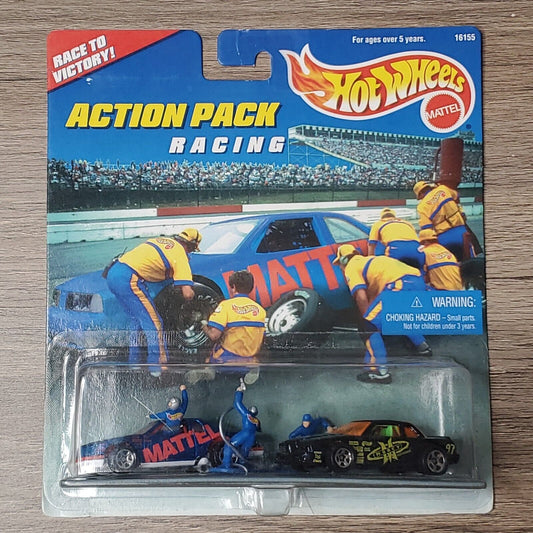 RACE TO
VICTORY!
For ages over 5 years.
16155
HOT WHEELS
MATTEL
ACTION PACK
RACING
MATTEL
WARNING:
CHOKING HAZARD – Small parts.
Not for children under 3 years.
MATTEL
97